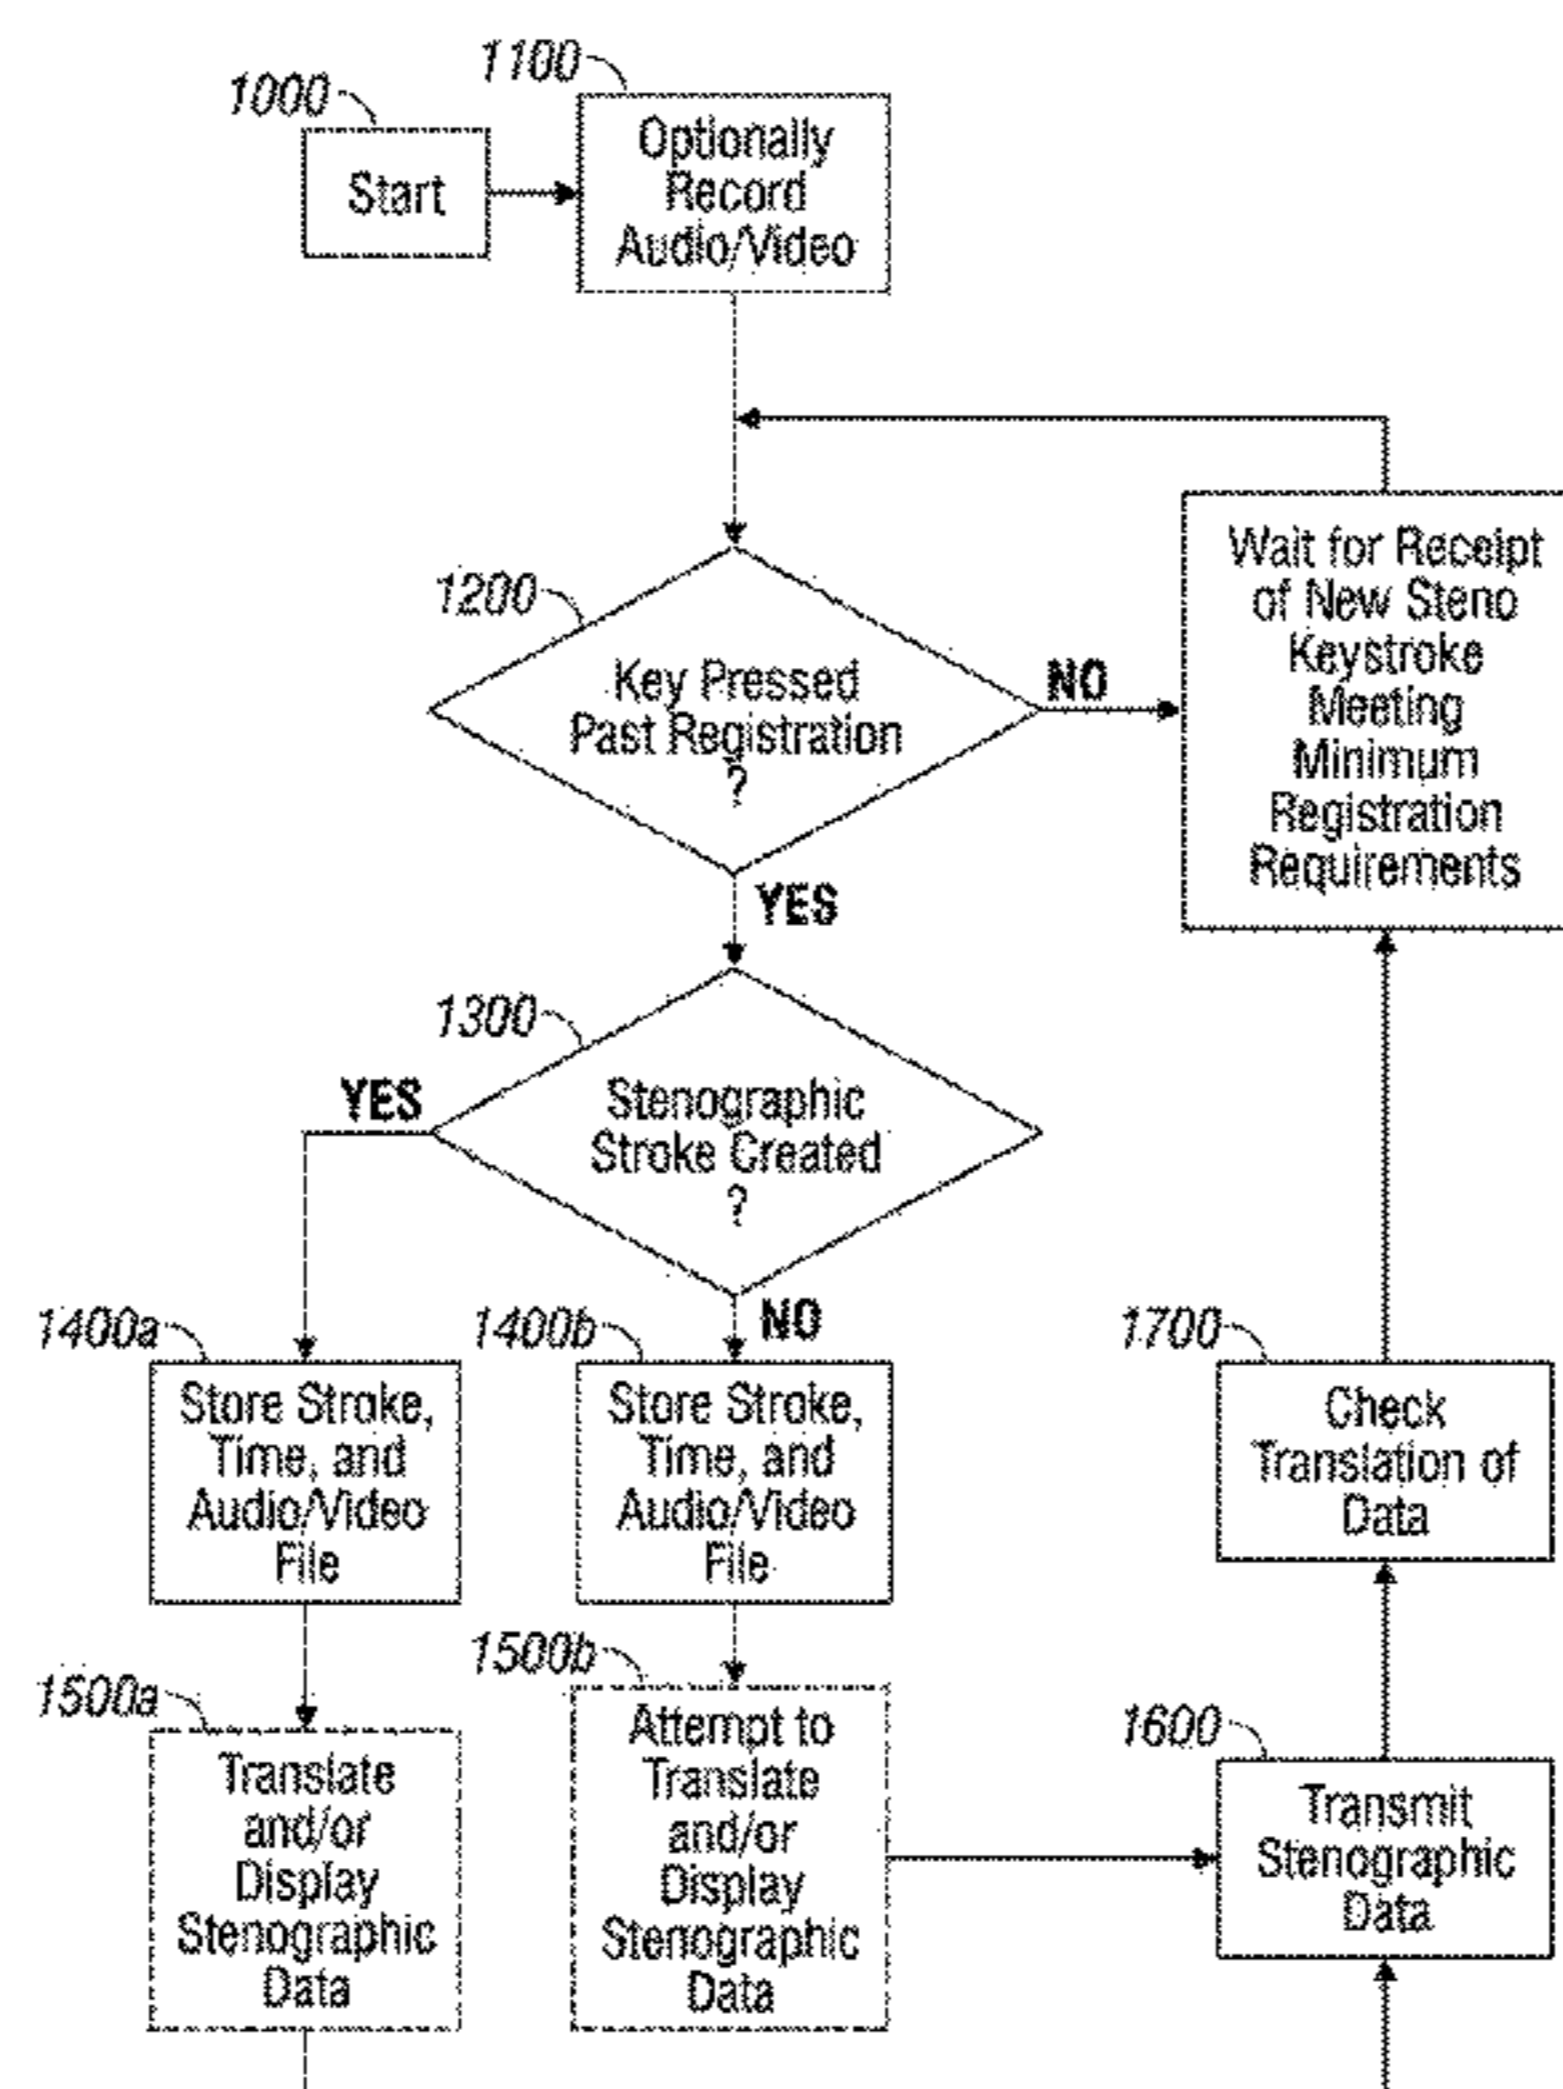 1000
Start
1100
Optionally
Record
Audio/Video
1200
Key Pressed
Past Registration
?
NO
Wait for Receipt
of New Steno
Keystroke
Meeting
Minimum
Registration
Requirements
YES
1300
Stenographic
Stroke Created
?
YES
NO
1400a
Store Stroke,
Time, and
Audio/Video
File
1400b
Store Stroke,
Time, and
Audio/Video
File
1500a
Translate
and/or
Display
Stenographic
Data
1500b
Attempt to
Translate
and/or
Display
Stenographic
Data
1600
Transmit
Stenographic
Data
1700
Check
Translation of
Data